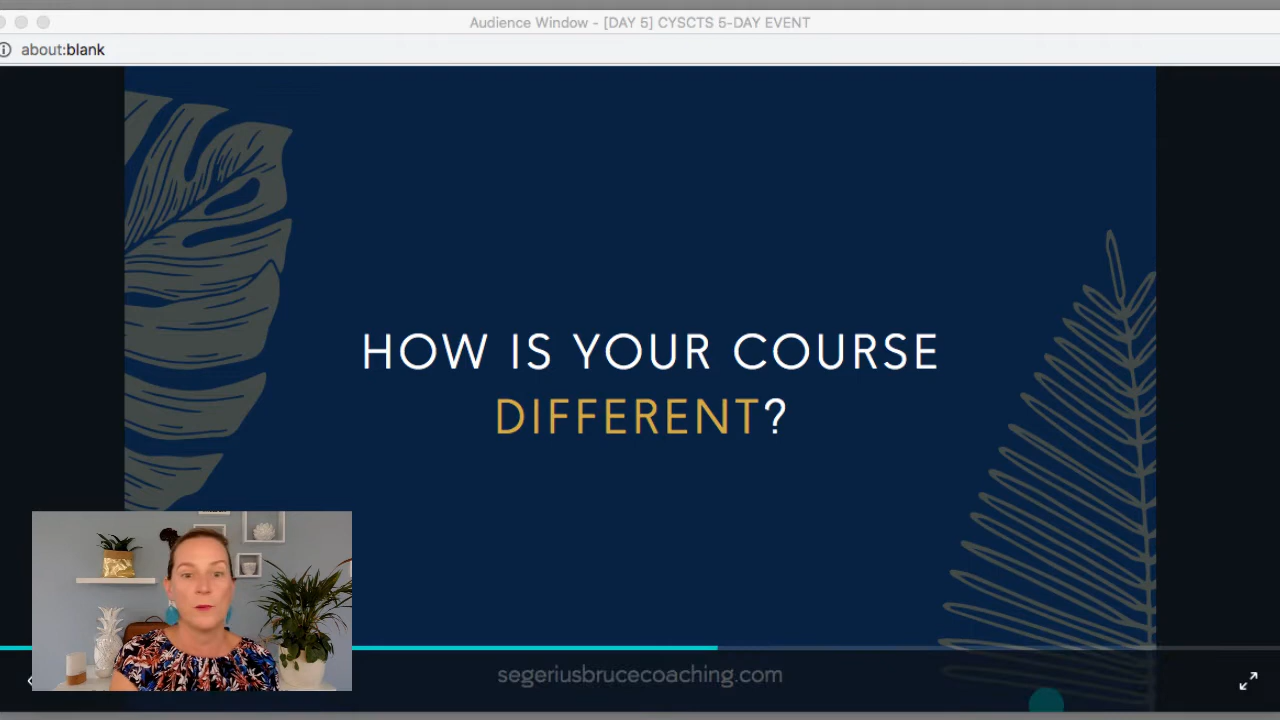 Audience Window - [DAY 5] CYSCTS 5-DAY EVENT
about:blank
HOW IS YOUR COURSE
DIFFERENT?
segeriusbrucecoaching.com